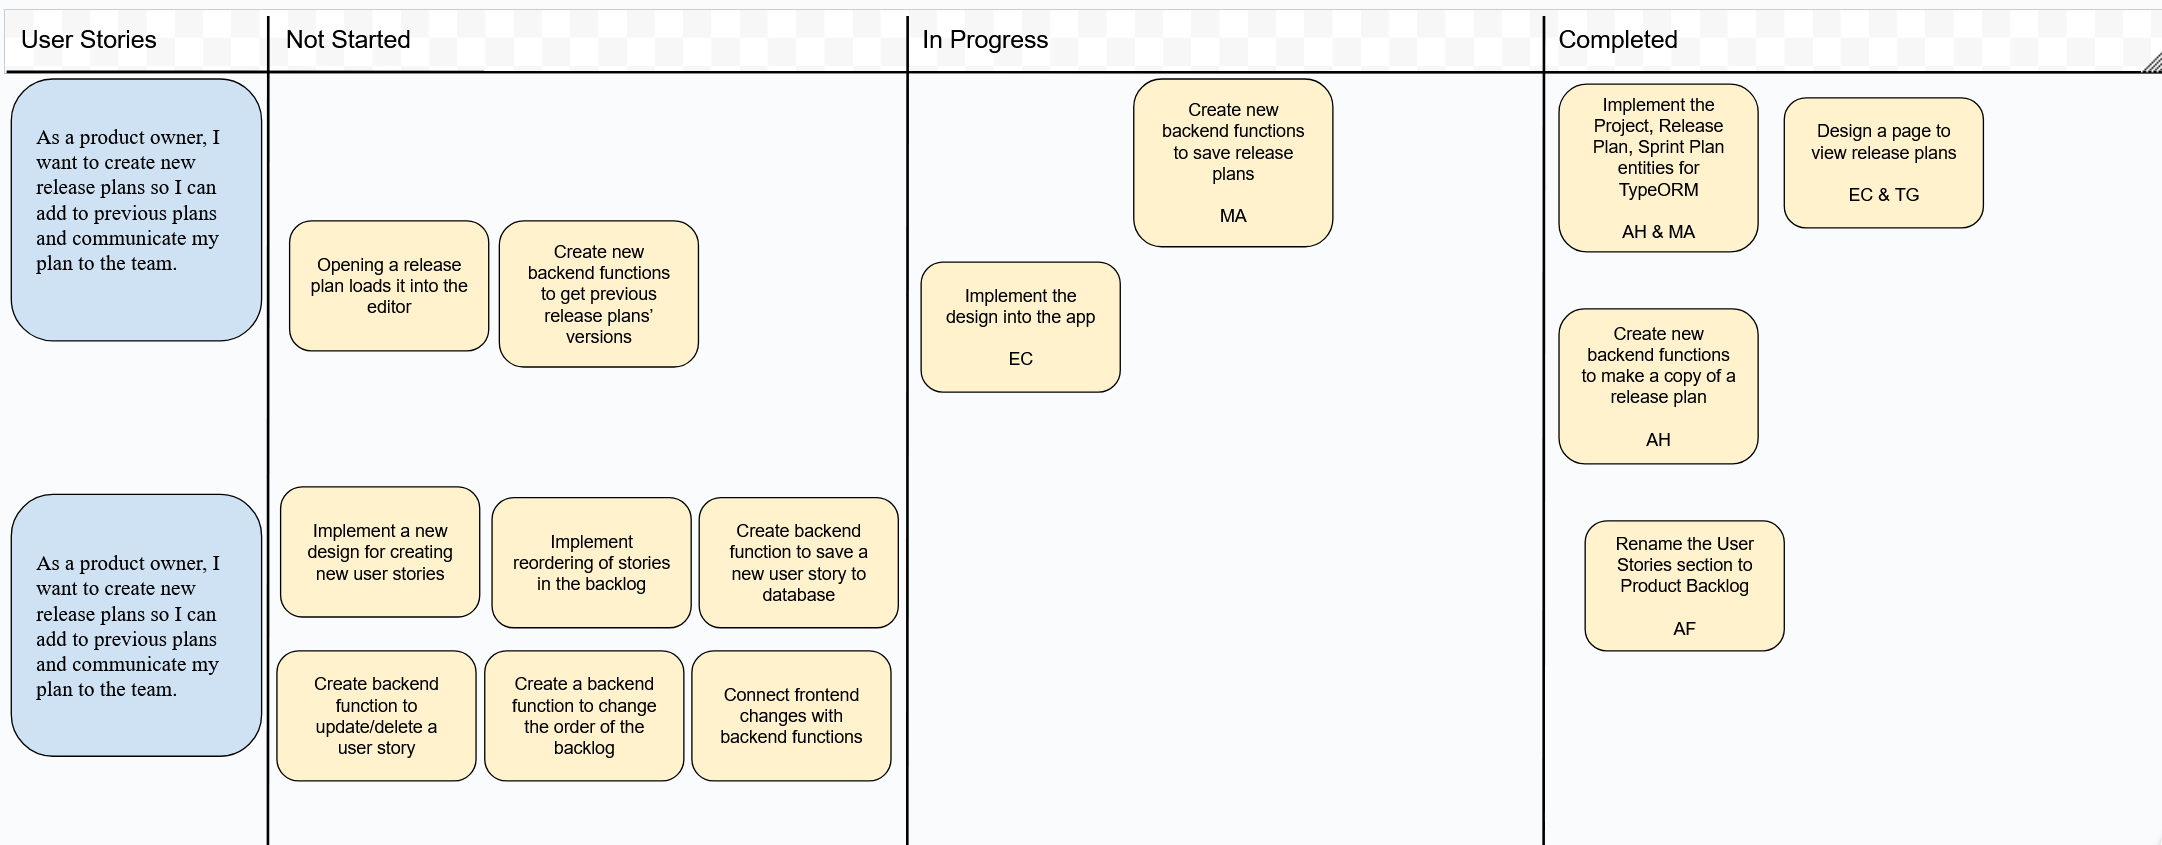 User Stories
Not Started
In Progress
Completed
As a product owner, I
want to create new
release plans so I can
add to previous plans
and communicate my
plan to the team.
Opening a release
plan loads it into the
editor
Create new
backend functions
to get previous
release plans’
versions
Create new
backend functions
to save release
plans
MA
Implement the
design into the app
EC
Implement the
Project, Release
Plan, Sprint Plan
entities for
TypeORM
AH & MA
Design a page to
view release plans
EC & TG
Create new
backend functions
to make a copy of a
release plan
AH
As a product owner, I
want to create new
release plans so I can
add to previous plans
and communicate my
plan to the team.
Implement a new
design for creating
new user stories
Implement
reordering of stories
in the backlog
Create backend
function to save a
new user story to
database
Create backend
function to
update/delete a
user story
Create a backend
function to change
the order of the
backlog
Connect frontend
changes with
backend functions
Rename the User
Stories section to
Product Backlog
AF